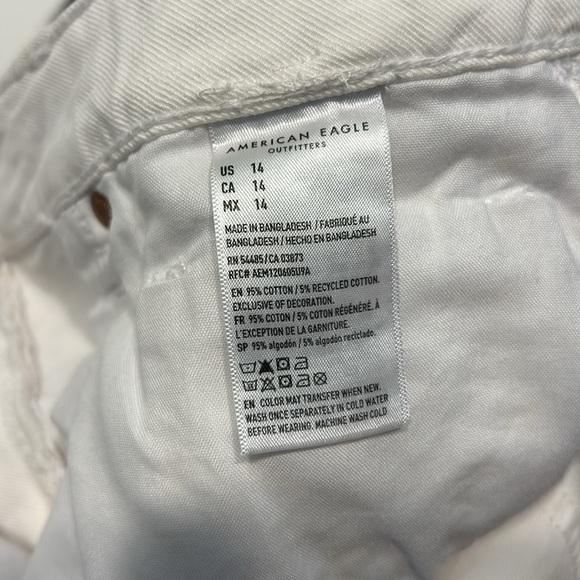 AMERICAN EAGLE
OUTFITTERS
US 14
CA 14
MX 14
MADE IN BANGLADESH / FABRIQUÉ AU
BANGLADESH / HECHO EN BANGLADESH
RN 54485/CA 03873
RFC# AEM120605U9A
EN 95% COTTON / 5% RECYCLED COTTON.
EXCLUSIVE OF DECORATION.
FR 95% COTON / 5% COTON RÉGÉNÉRÉ, À
L'EXCEPTION DE LA GARNITURE.
SP 95% algodón / 5% algodón reciclado.
EN COLOR MAY TRANSFER WHEN NEW.
WASH ONCE SEPARATELY IN COLD WATER
BEFORE WEARING. MACHINE WASH COLD